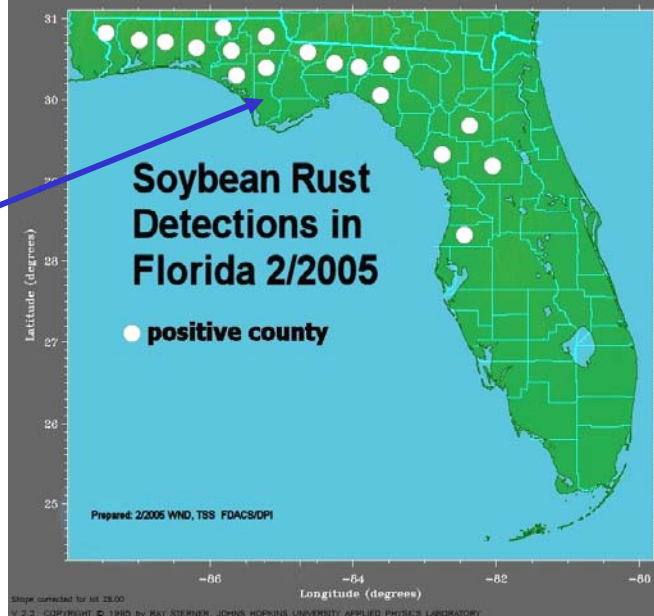 31
30
29
28
27
26
25
Latitude (degrees)
Soybean Rust
Detections in
Florida 2/2005
positive county
Prepared: 2/2005 WND, TSS FDACS/DPI
-86
-84
-82
-80
Longitude (degrees)
Shape corrected for lat 28.00
V 2.2 COPYRIGHT © 1995 by RAY STERNER, JOHNS HOPKINS UNIVERSITY APPLIED PHYSICS LABORATORY